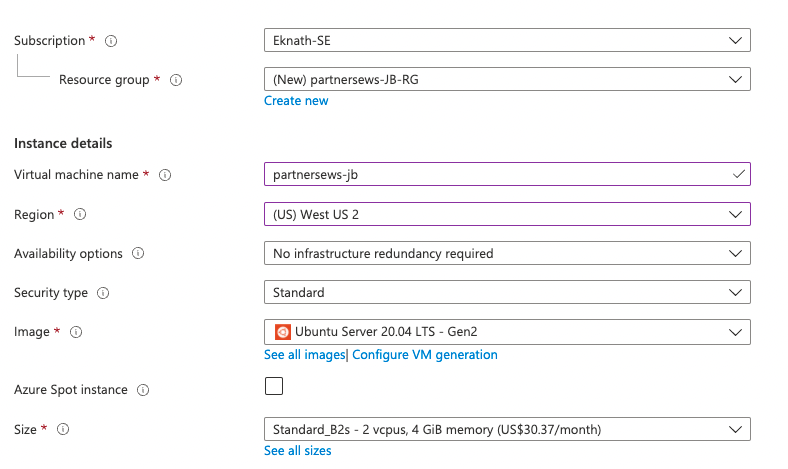 Subscription * Eknath-SE
Resource group * (New) partnersews-JB-RG
Create new
Instance details
Virtual machine name * partnersews-jb
Region * (US) West US 2
Availability options No infrastructure redundancy required
Security type Standard
Image * Ubuntu Server 20.04 LTS - Gen2
See all images| Configure VM generation
Azure Spot instance
Size * Standard_B2s - 2 vcpus, 4 GiB memory (US$30.37/month)
See all sizes